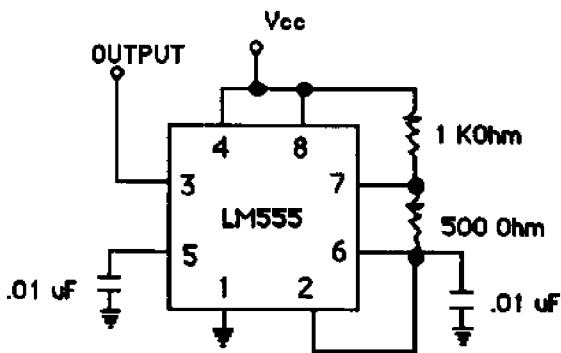 Vcc
OUTPUT
4 8
1 KOhm
3 7
LM555
500 Ohm
5 6
.01 uF
1 2
.01 uF